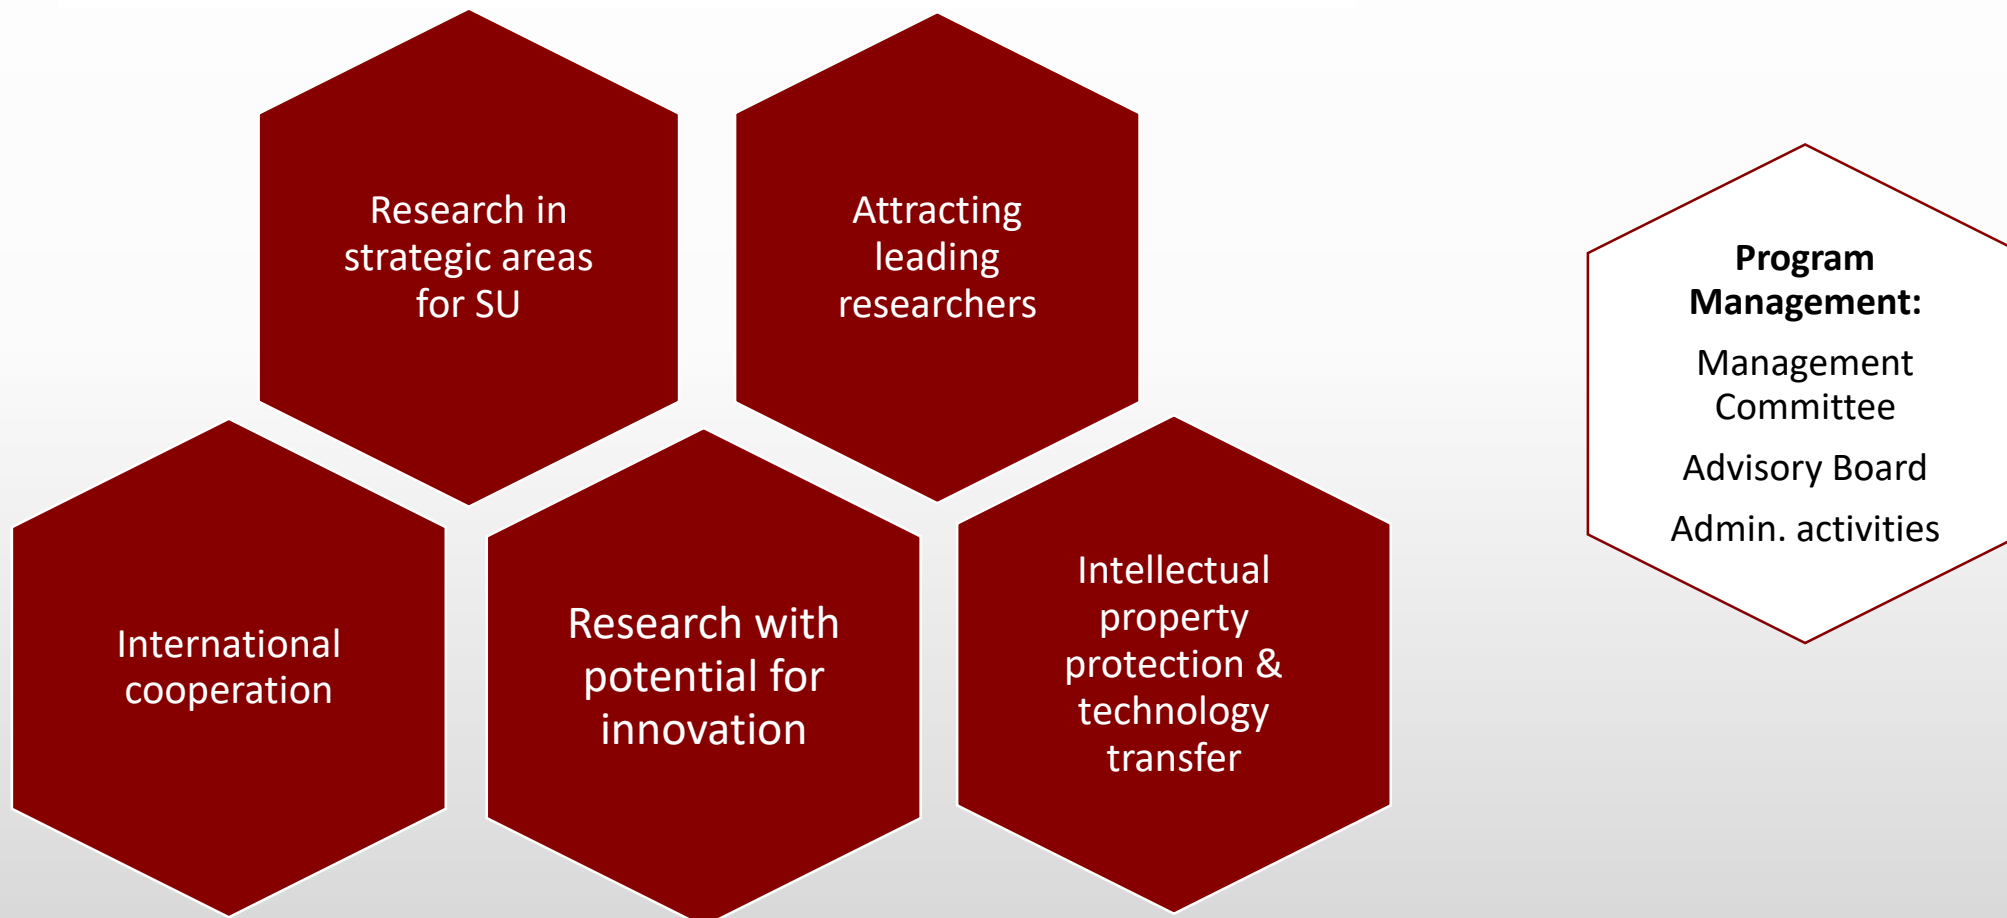 Research in
strategic areas
for SU
Attracting
leading
researchers
International
cooperation
Research with
potential for
innovation
Intellectual
property
protection &
technology
transfer
Program
Management:
Management
Committee
Advisory Board
Admin. activities